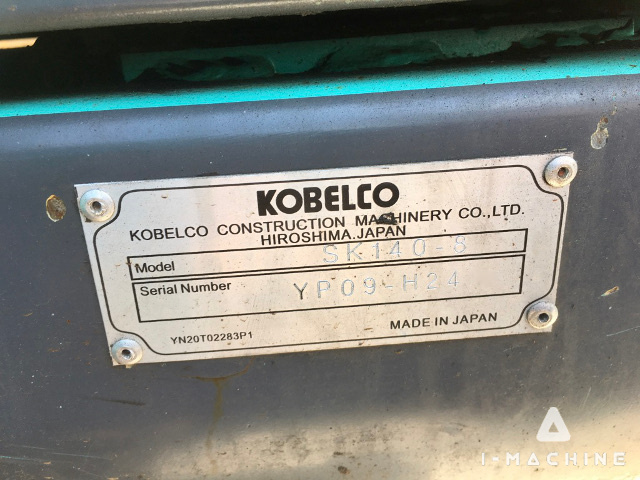 KOBELCO
KOBELCO CONSTRUCTION MACHINERY CO.,LTD.
HIROSHIMA.JAPAN
Model SK140-8
Serial Number YP09-H24
YN20T02283P1 MADE IN JAPAN
I-MACHINE